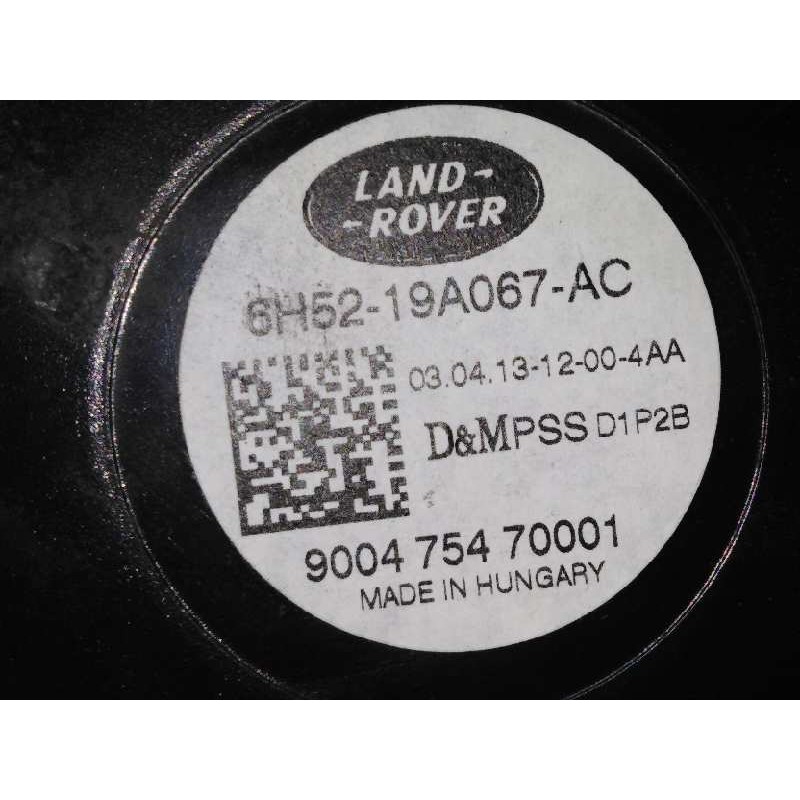 LAND-
-ROVER
6H52-19A067-AC
03.04.13-12-00-4AA
D&MPSS D1P2B
9004 754 70001
MADE IN HUNGARY